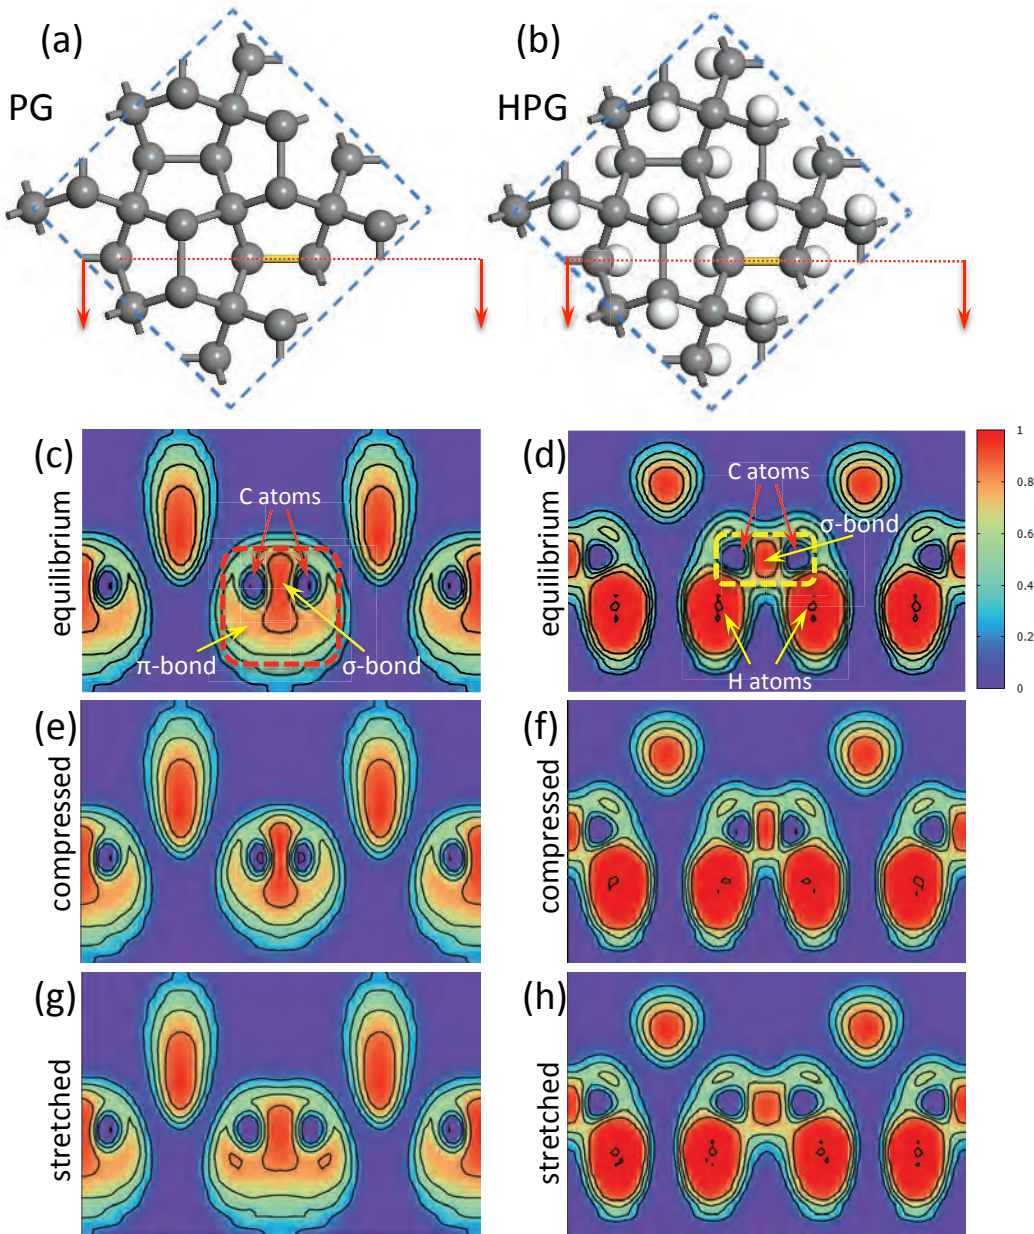 (a)
(b)
PG
HPG
(c)
(d)
equilibrium
C atoms
π-bond
σ-bond
equilibrium
C atoms
σ-bond
H atoms
1
0.8
0.6
0.4
0.2
0
(e)
(f)
compressed
compressed
(g)
(h)
stretched
stretched